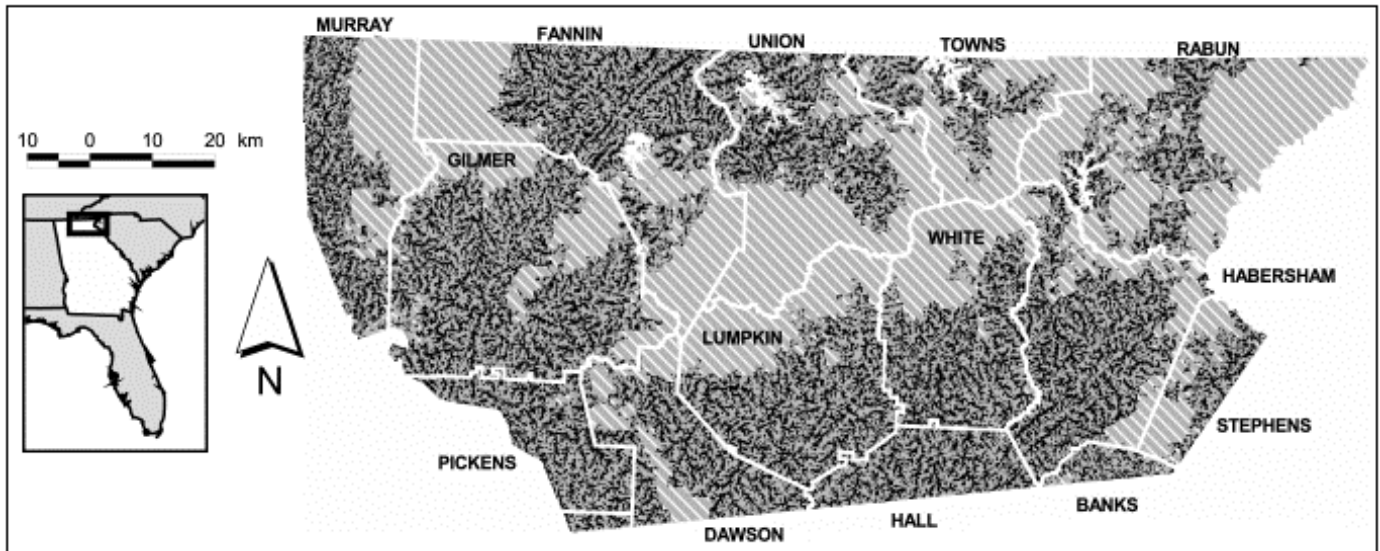 MURRAY
FANNIN
UNION
TOWNS
RABUN
10 0 10 20 km
GILMER
WHITE
HABERSHAM
LUMPKIN
N
STEPHENS
PICKENS
BANKS
HALL
DAWSON